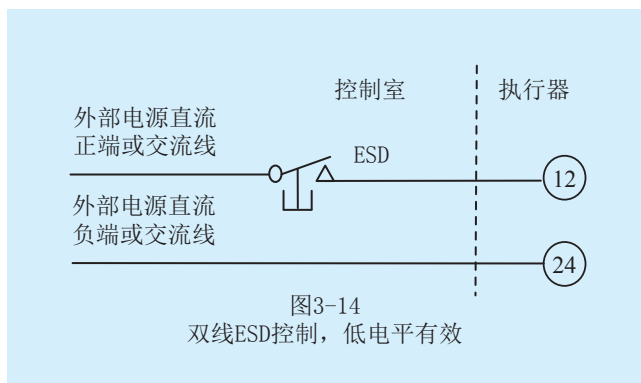 控制室
执行器
外部电源直流
正端或交流线
ESD
12
外部电源直流
负端或交流线
24
图3-14
双线ESD控制，低电平有效